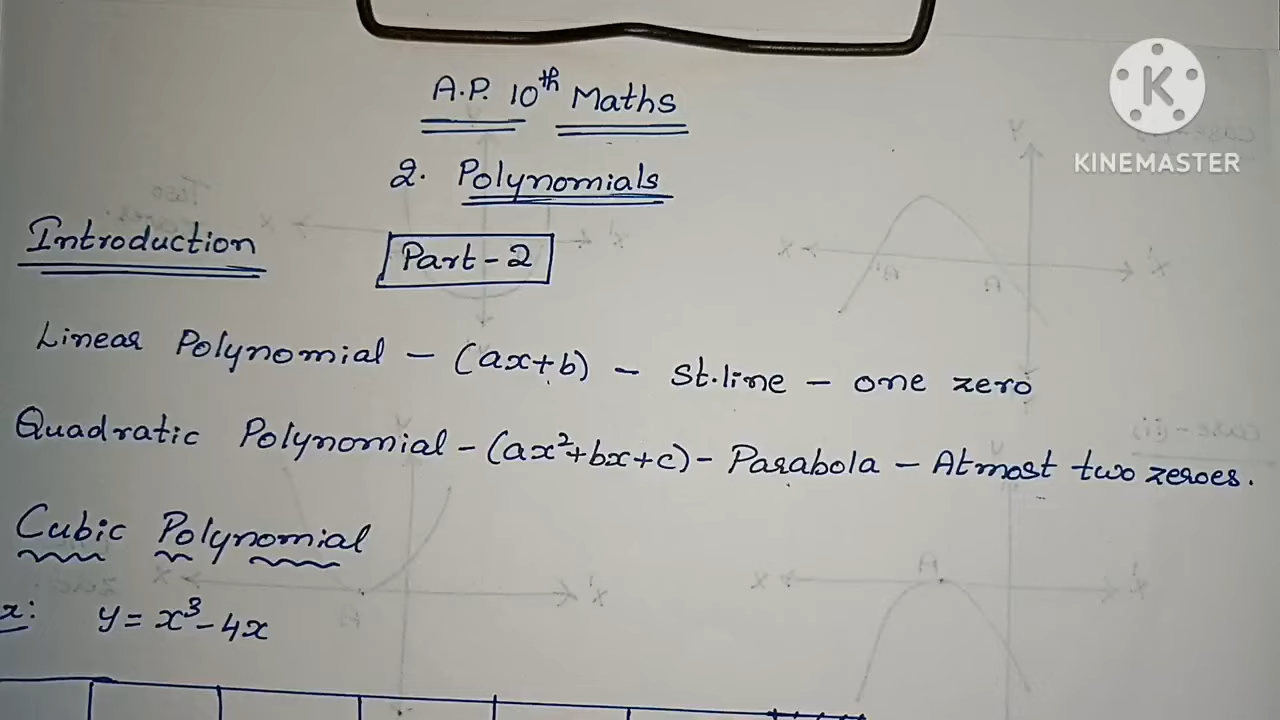 A.P. 10th Maths
2. Polynomials
Introduction
Part-2
Linear Polynomial - (ax+b) - St.line - one zero
Quadratic Polynomial - (ax²+bx+c) - Parabola - Atmost two zeroes.
Cubic Polynomial
x: y = x³-4x
K
KINEMASTER